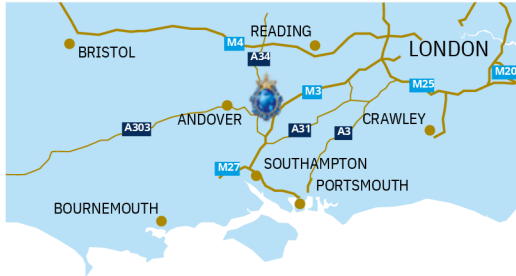 READING
M4
BRISTOL
LONDON
A34
M20
M25
M3
ANDOVER
CRAWLEY
A303
A31
A3
M27
SOUTHAMPTON
PORTSMOUTH
BOURNEMOUTH